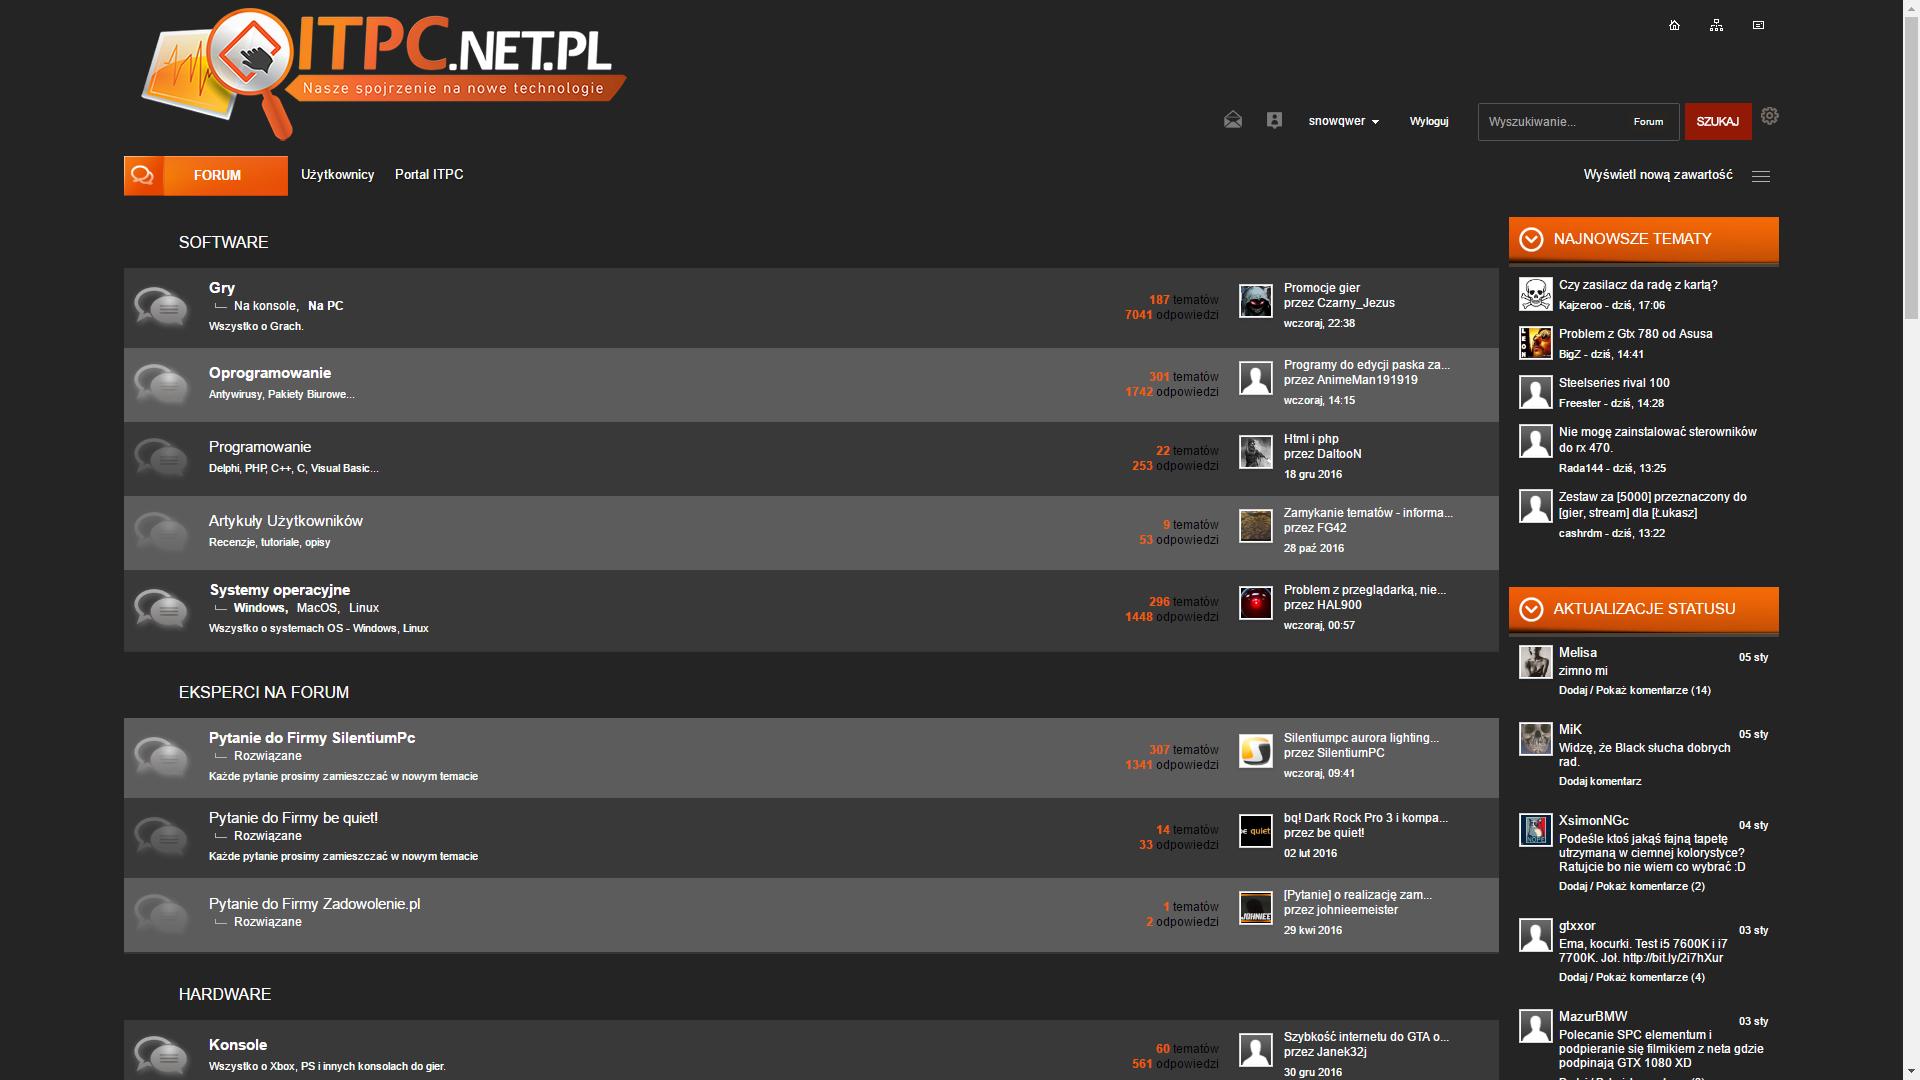 ITPC.NET.PL
Nasze spojrzenie na nowe technologie
snowqwer
Wyloguj
Wyszukiwanie...
Forum
SZUKAJ
FORUM
Użytkownicy
Portal ITPC
Wyświetl nową zawartość
SOFTWARE
Gry
Na konsole, Na PC
Wszystko o Grach.
187 tematów
7041 odpowiedzi
Promocje gier
przez Czarny_Jezus
wczoraj, 22:38
Oprogramowanie
Antywirusy, Pakiety Biurowe...
301 tematów
1742 odpowiedzi
Programy do edycji paska za...
przez AnimeMan191919
wczoraj, 14:15
Programowanie
Delphi, PHP, C++, C, Visual Basic...
22 tematów
253 odpowiedzi
Html i php
przez DaltooN
18 gru 2016
Artykuły Użytkowników
Recenzje, tutoriale, opisy
9 tematów
53 odpowiedzi
Zamykanie tematów - informa...
przez FG42
28 paź 2016
Systemy operacyjne
Windows, MacOS, Linux
Wszystko o systemach OS - Windows, Linux
296 tematów
1448 odpowiedzi
Problem z przeglądarką, nie...
przez HAL900
wczoraj, 00:57
EKSPERCI NA FORUM
Pytanie do Firmy SilentiumPc
Rozwiązane
Każde pytanie prosimy zamieszczać w nowym temacie
307 tematów
1341 odpowiedzi
Silentiumpc aurora lighting...
przez SilentiumPC
wczoraj, 09:41
Pytanie do Firmy be quiet!
Rozwiązane
Każde pytanie prosimy zamieszczać w nowym temacie
14 tematów
33 odpowiedzi
be quiet
bq! Dark Rock Pro 3 i kompa...
przez be quiet!
02 lut 2016
Pytanie do Firmy Zadowolenie.pl
Rozwiązane
1 tematów
2 odpowiedzi
JOHNIEE
[Pytanie] o realizację zam...
przez johnieemeister
29 kwi 2016
HARDWARE
Konsole
Wszystko o Xbox, PS i innych konsolach do gier.
60 tematów
561 odpowiedzi
Szybkość internetu do GTA o...
przez Janek32j
30 gru 2016
NAJNOWSZE TEMATY
Czy zasilacz da radę z kartą?
Kajzeroo - dziś, 17:06
LEON
Problem z Gtx 780 od Asusa
BigZ - dziś, 14:41
Steelseries rival 100
Freester - dziś, 14:28
Nie mogę zainstalować sterowników
do rx 470.
Rada144 - dziś, 13:25
Zestaw za [5000] przeznaczony do
[gier, stream] dla [Łukasz]
cashrdm - dziś, 13:22
AKTUALIZACJE STATUSU
Melisa
05 sty
zimno mi
Dodaj / Pokaż komentarze (14)
MiK
05 sty
Widzę, że Black słucha dobrych
rad.
Dodaj komentarz
NOPE
XsimonNGc
04 sty
Podeśle ktoś jakąś fajną tapetę
utrzymaną w ciemnej kolorystyce?
Ratujcie bo nie wiem co wybrać :D
Dodaj / Pokaż komentarze (2)
gtxxor
03 sty
Ema, kocurki. Test i5 7600K i i7
7700K. Joł. http://bit.ly/2i7hXur
Dodaj / Pokaż komentarze (4)
MazurBMW
03 sty
Polecanie SPC elementum i
podpieranie się filmikiem z neta gdzie
podpinają GTX 1080 XD